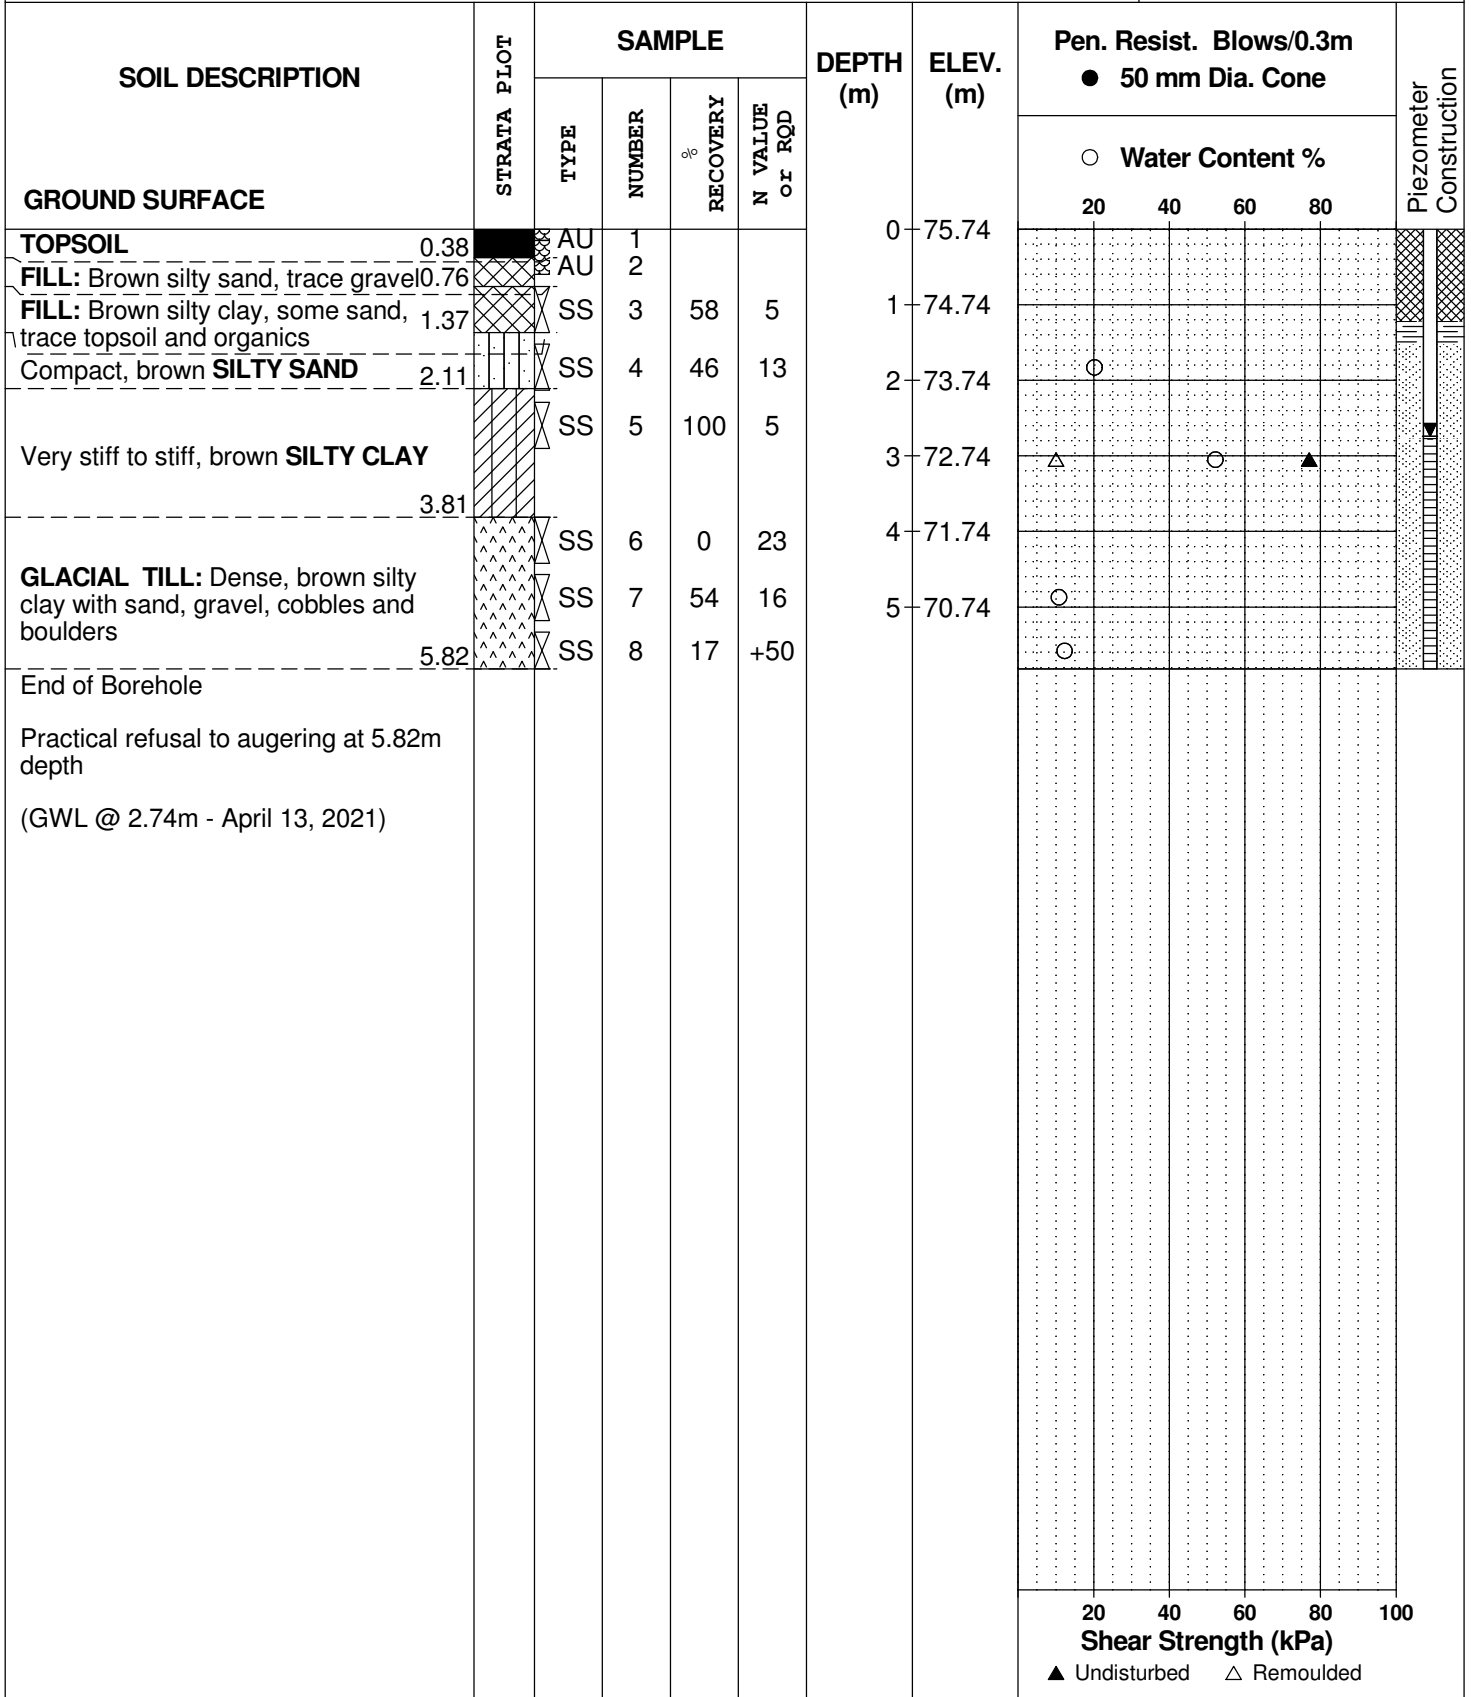 SOIL DESCRIPTION
GROUND SURFACE
STRATA PLOT
SAMPLE
TYPE
NUMBER
%
RECOVERY
N VALUE
or RQD
DEPTH
(m)
ELEV.
(m)
Pen. Resist. Blows/0.3m
● 50 mm Dia. Cone
○ Water Content %
20 40 60 80
Piezometer
Construction
TOPSOIL 0.38
AU 1
0 75.74
FILL: Brown silty sand, trace gravel 0.76
AU 2
FILL: Brown silty clay, some sand, 1.37
trace topsoil and organics
SS 3 58 5
1 74.74
Compact, brown SILTY SAND 2.11
SS 4 46 13
2 73.74
SS 5 100 5
Very stiff to stiff, brown SILTY CLAY
3.81
3 72.74
SS 6 0 23
4 71.74
GLACIAL TILL: Dense, brown silty
clay with sand, gravel, cobbles and
boulders
5.82
SS 7 54 16
5 70.74
SS 8 17 +50
End of Borehole
Practical refusal to augering at 5.82m
depth
(GWL @ 2.74m - April 13, 2021)
20 40 60 80 100
Shear Strength (kPa)
▲ Undisturbed △ Remoulded